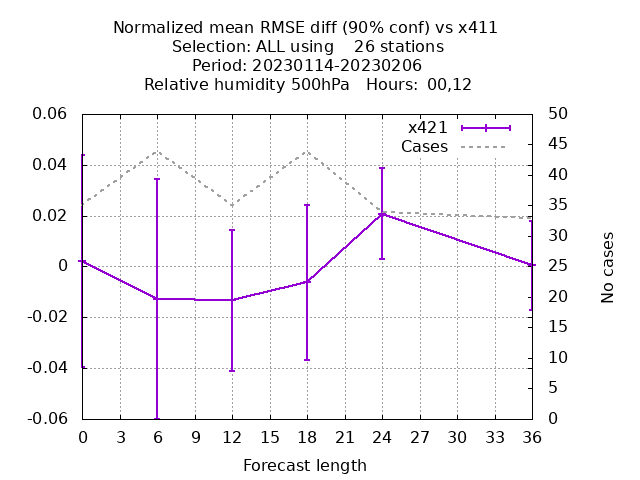 Normalized mean RMSE diff (90% conf) vs x411
Selection: ALL using    26 stations
Period: 20230114-20230206
Relative humidity 500hPa   Hours: 00,12
x421
Cases
0.06
0.04
0.02
0
-0.02
-0.04
-0.06
50
45
40
35
30
25
20
15
10
5
0
No cases
0 3 6 9 12 15 18 21 24 27 30 33 36
Forecast length